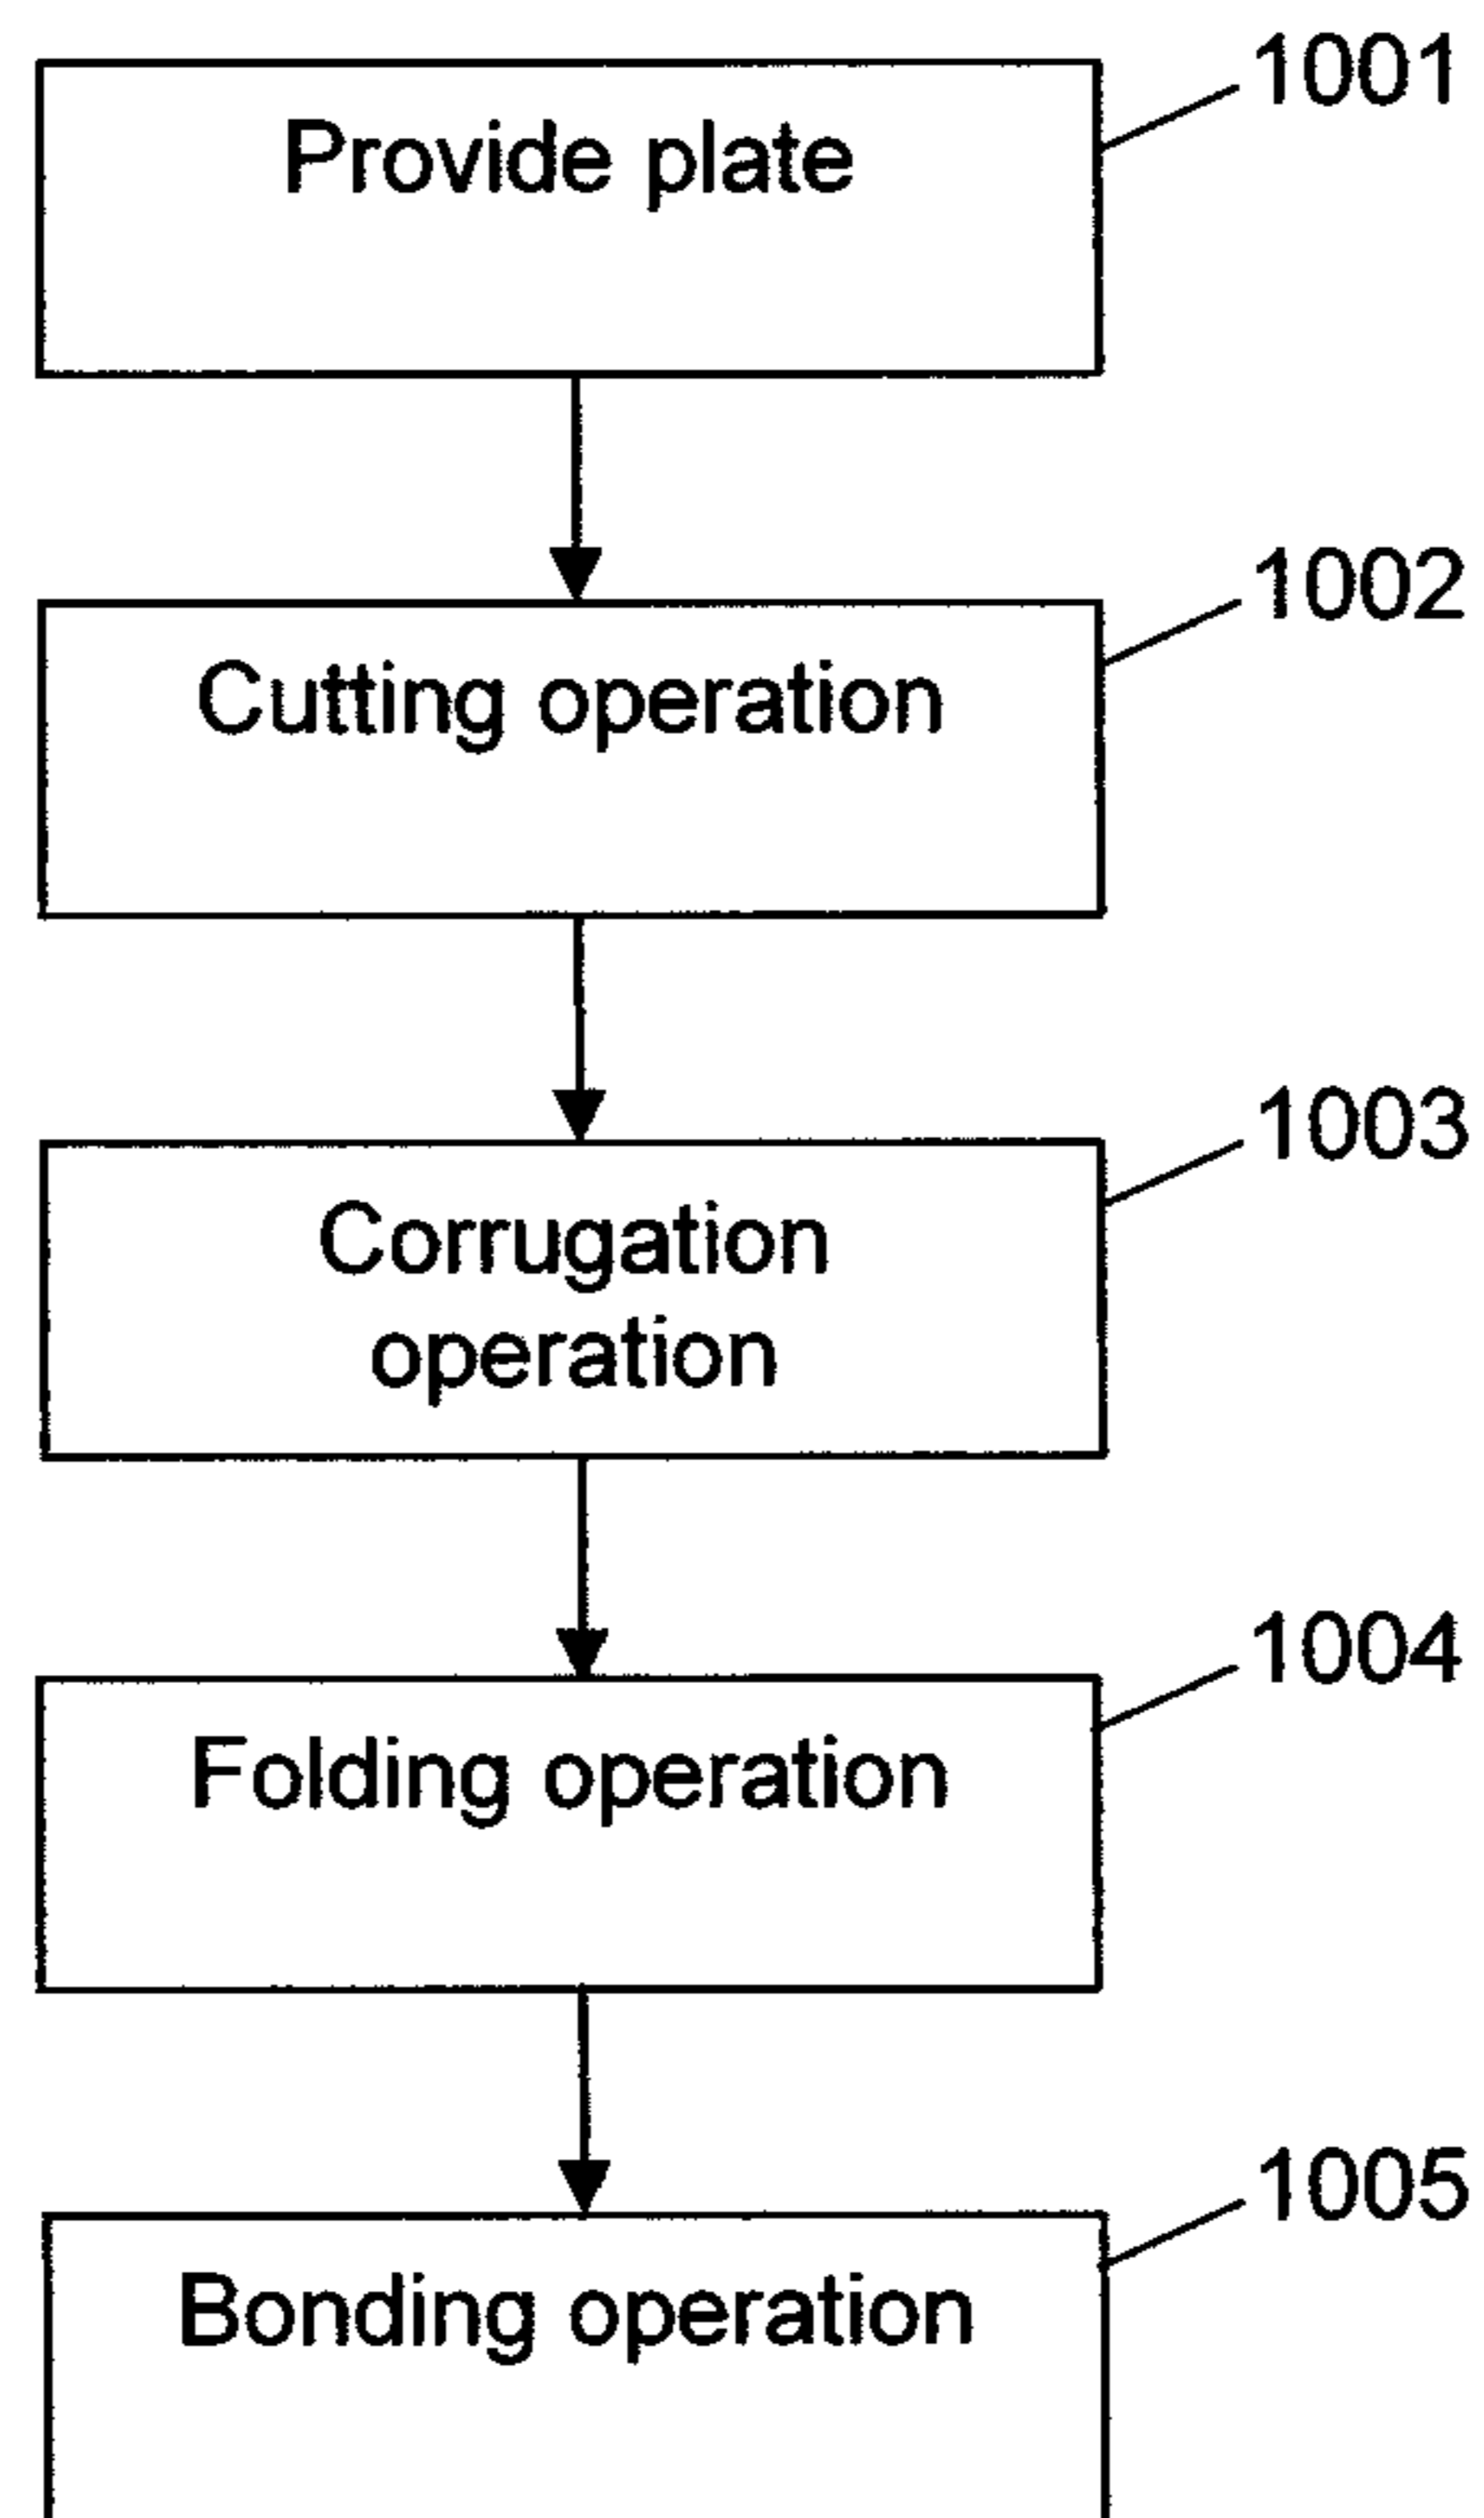 1001
Provide plate
1002
Cutting operation
1003
Corrugation
operation
1004
Folding operation
1005
Bonding operation